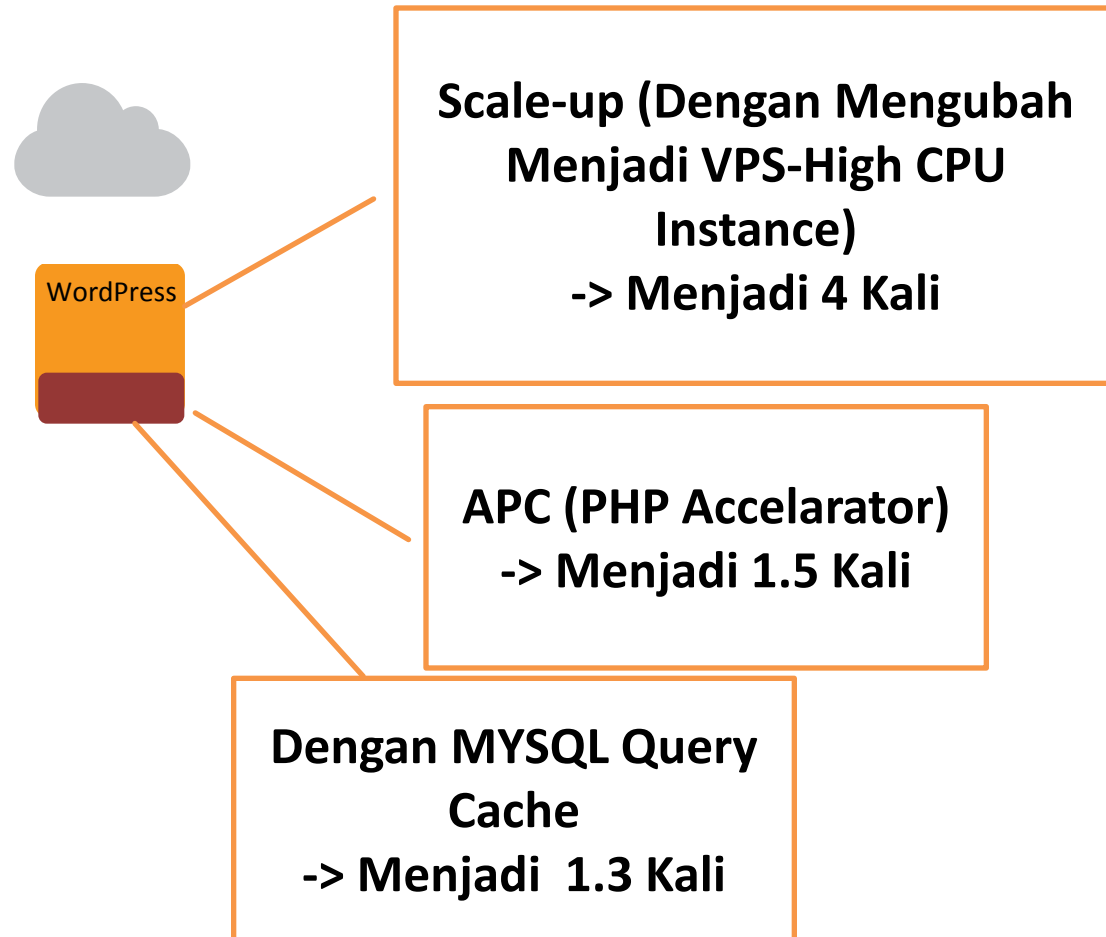 WordPress
Scale-up (Dengan Mengubah
Menjadi VPS-High CPU
Instance)
-> Menjadi 4 Kali
APC (PHP Accelarator)
-> Menjadi 1.5 Kali
Dengan MYSQL Query
Cache
-> Menjadi  1.3 Kali